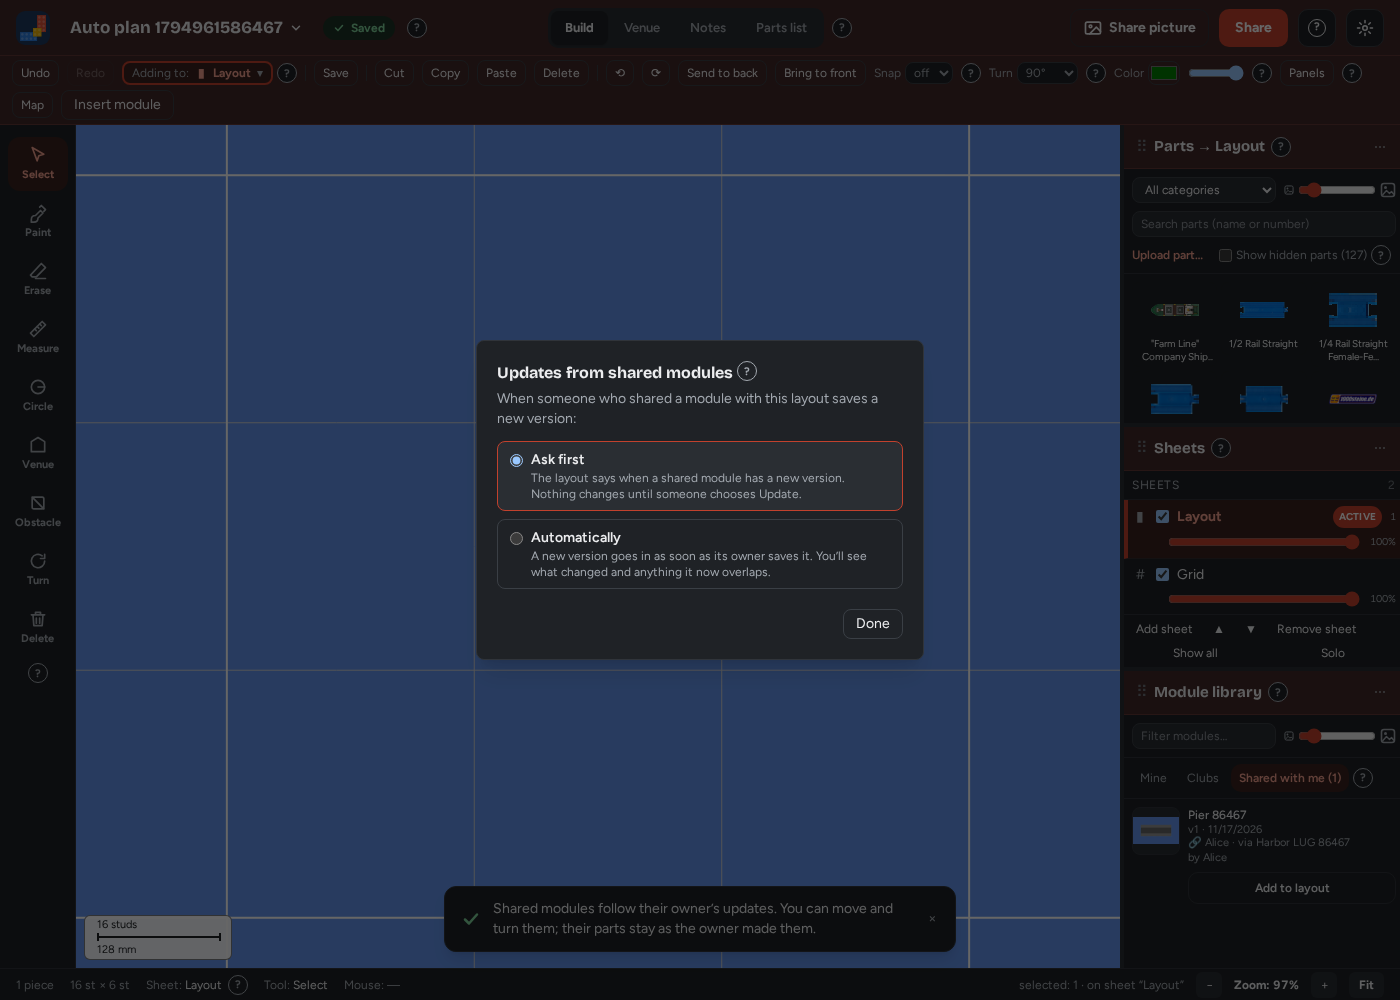 Auto plan 1794961586467
Saved
?
Build
Venue
Notes
Parts list
?
Share picture
Share
?
Undo
Redo
Adding to: Layout
?
Save
Cut
Copy
Paste
Delete
Send to back
Bring to front
Snap off
?
Turn 90°
?
Color
?
Panels
?
Map
Insert module
Select
Paint
Erase
Measure
Circle
Venue
Obstacle
Turn
Delete
?
Parts → Layout ?
All categories
Search parts (name or number)
Upload part...
Show hidden parts (127) ?
"Farm Line" Company Ship...
1/2 Rail Straight
1/4 Rail Straight Female-Fe...
Sheets ?
SHEETS 2
Layout ACTIVE 1
100%
# Grid
100%
Add sheet ▲ ▼ Remove sheet
Show all Solo
Module library ?
Filter modules...
Mine Clubs Shared with me (1) ?
Pier 86467
v1 · 11/17/2026
Alice · via Harbor LUG 86467
by Alice
Add to layout
Updates from shared modules ?
When someone who shared a module with this layout saves a
new version:
Ask first
The layout says when a shared module has a new version.
Nothing changes until someone chooses Update.
Automatically
A new version goes in as soon as its owner saves it. You'll see
what changed and anything it now overlaps.
Done
Shared modules follow their owner's updates. You can move and
turn them; their parts stay as the owner made them.
×
16 studs
128 mm
1 piece 16 st × 6 st Sheet: Layout ? Tool: Select Mouse: —
selected: 1 · on sheet "Layout" − Zoom: 97% + Fit